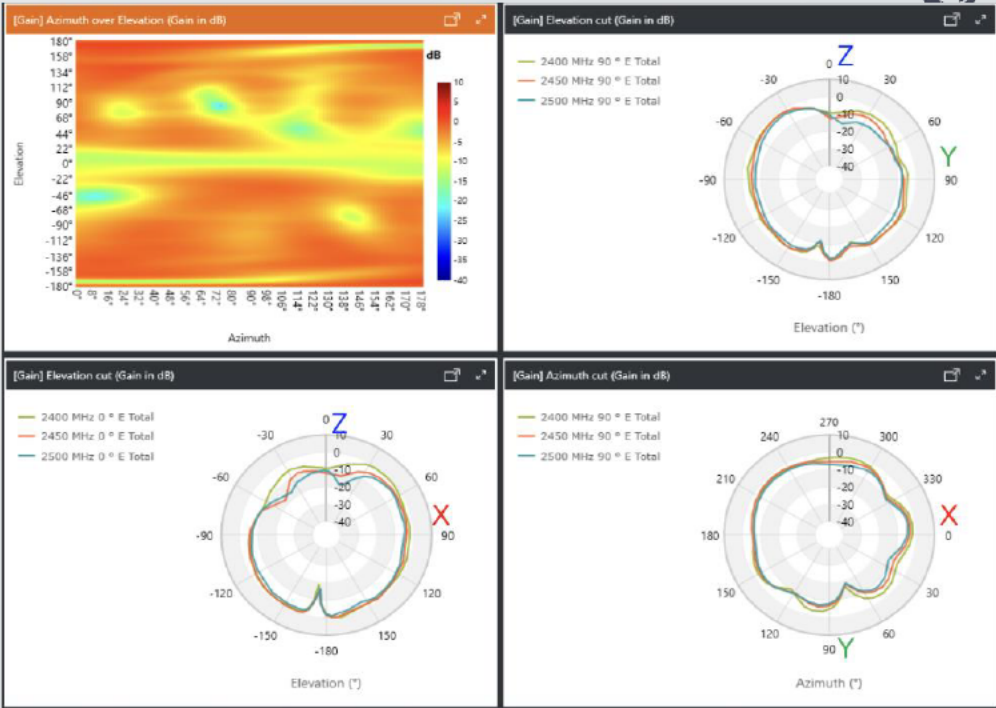 [Gain] Azimuth over Elevation (Gain in dB)
180°
158°
134°
112°
90°
68°
44°
22°
0°
-22°
-46°
-68°
-90°
-112°
-136°
-158°
-180°
Elevation
0°
8°
16°
24°
32°
40°
48°
56°
64°
72°
80°
90°
98°
106°
114°
122°
130°
138°
146°
154°
162°
170°
178°
Azimuth
dB
10
5
0
-5
-10
-15
-20
-25
-30
-35
-40
[Gain] Elevation cut (Gain in dB)
2400 MHz 90 ° E Total
2450 MHz 90 ° E Total
2500 MHz 90 ° E Total
0 Z
-30 10 30
0
-10
-60 -20 60
-30
-40 Y
-90 90
-120 120
-150 150
-180
Elevation (°)
[Gain] Elevation cut (Gain in dB)
2400 MHz 0 ° E Total
2450 MHz 0 ° E Total
2500 MHz 0 ° E Total
0 Z
-30 10 30
0
-10
-60 -20 60
-30
-40 X
-90 90
-120 120
-150 150
-180
Elevation (°)
[Gain] Azimuth cut (Gain in dB)
2400 MHz 90 ° E Total
2450 MHz 90 ° E Total
2500 MHz 90 ° E Total
270
240 10 300
0
-10
210 -20 330
-30
-40 X
180 0
150 30
120 60
90 Y
Azimuth (°)